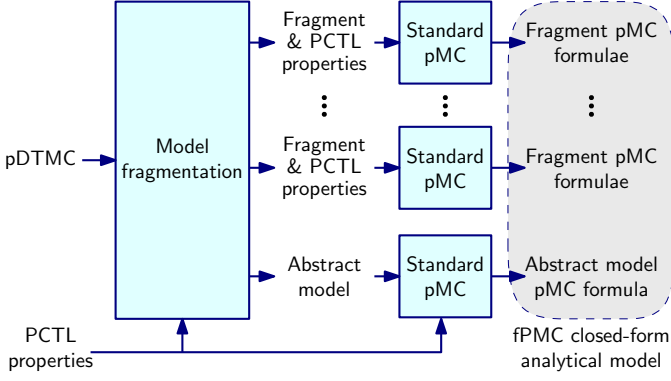 pDTMC
Model
fragmentation
Fragment
& PCTL
properties
Standard
pMC
Fragment pMC
formulae
Fragment
& PCTL
properties
Standard
pMC
Fragment pMC
formulae
Abstract
model
Standard
pMC
Abstract model
pMC formula
PCTL
properties
fPMC closed-form
analytical model